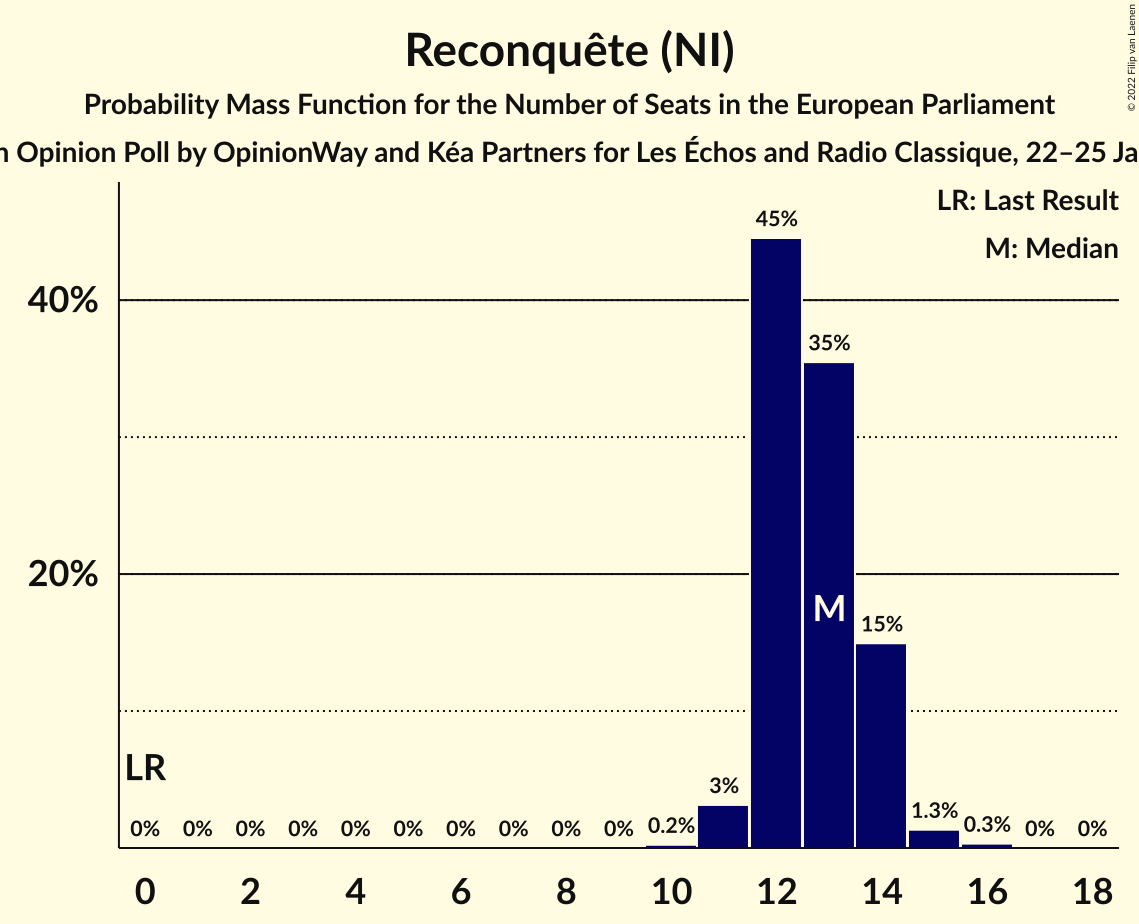 Reconquête (NI)
Probability Mass Function for the Number of Seats in the European Parliament
n Opinion Poll by OpinionWay and Kéa Partners for Les Échos and Radio Classique, 22–25 Ja
© 2022 Filip van Laenen
LR: Last Result
M: Median
45%
40%
35%
20%
M
15%
LR
3%
0% 0% 0% 0% 0% 0% 0% 0% 0% 0% 0.2% 1.3% 0.3% 0% 0%
0 2 4 6 8 10 12 14 16 18